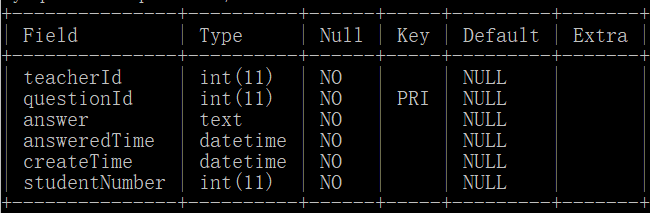 Field Type Null Key Default Extra
teacherId int(11) NO NULL
questionId int(11) NO PRI NULL
answer text NO NULL
answeredTime datetime NO NULL
createTime datetime NO NULL
studentNumber int(11) NO NULL